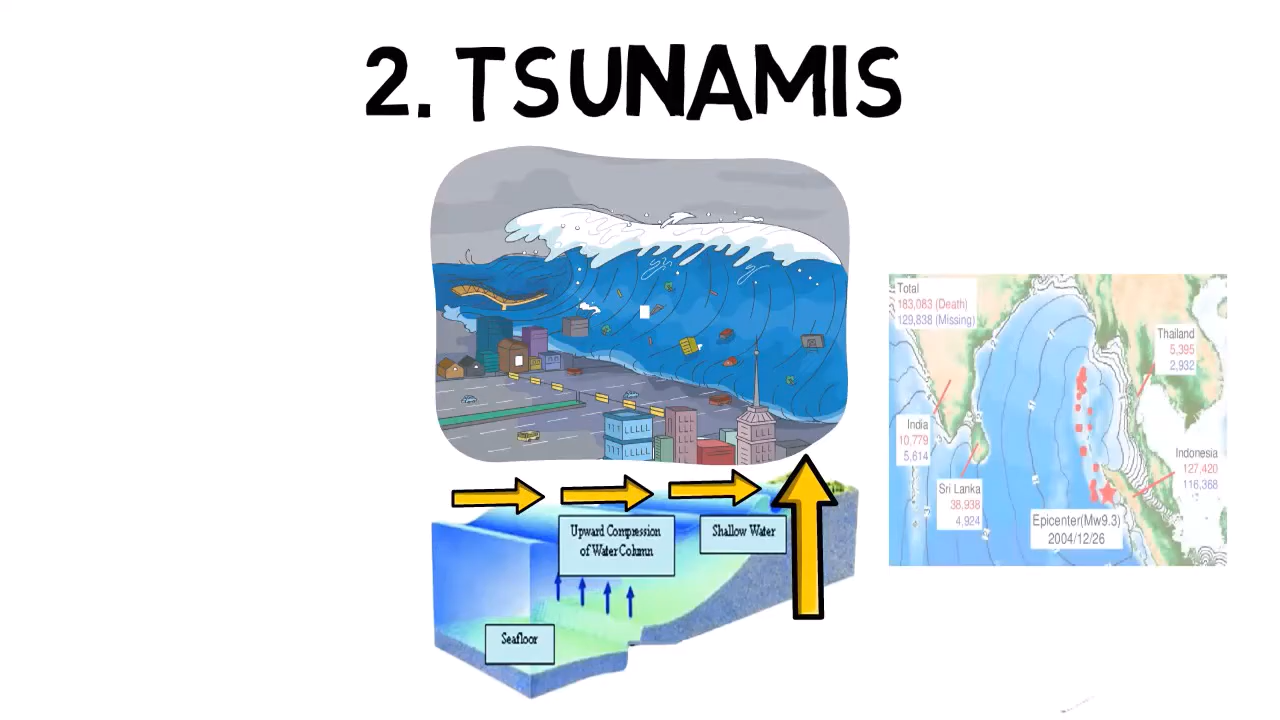 2. TSUNAMIS
Total
183,083 (Death)
129,838 (Missing)
Thailand
5,395
2,932
India
10,779
5,614
Indonesia
127,420
116,368
Sri Lanka
38,938
4,924
Epicenter(Mw9.3)
2004/12/26
Upward Compression
of Water Column
Shallow Water
Seafloor